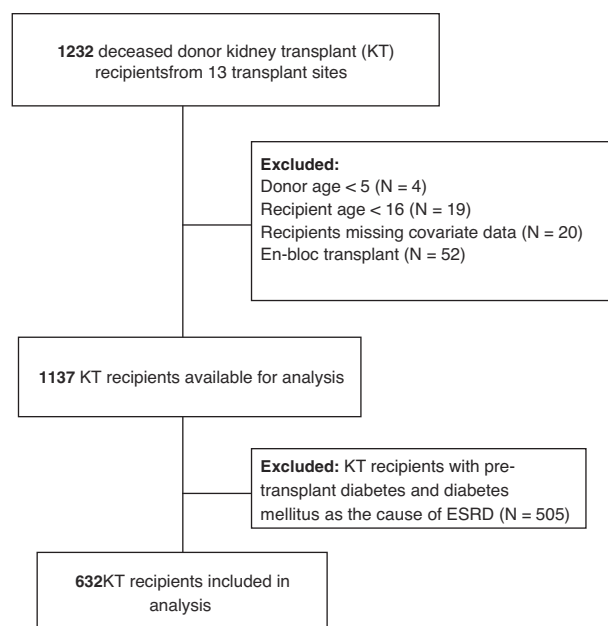 1232 deceased donor kidney transplant (KT)
recipientsfrom 13 transplant sites
Excluded:
Donor age < 5 (N = 4)
Recipient age < 16 (N = 19)
Recipients missing covariate data (N = 20)
En-bloc transplant (N = 52)
1137 KT recipients available for analysis
Excluded: KT recipients with pre-
transplant diabetes and diabetes
mellitus as the cause of ESRD (N = 505)
632KT recipients included in
analysis